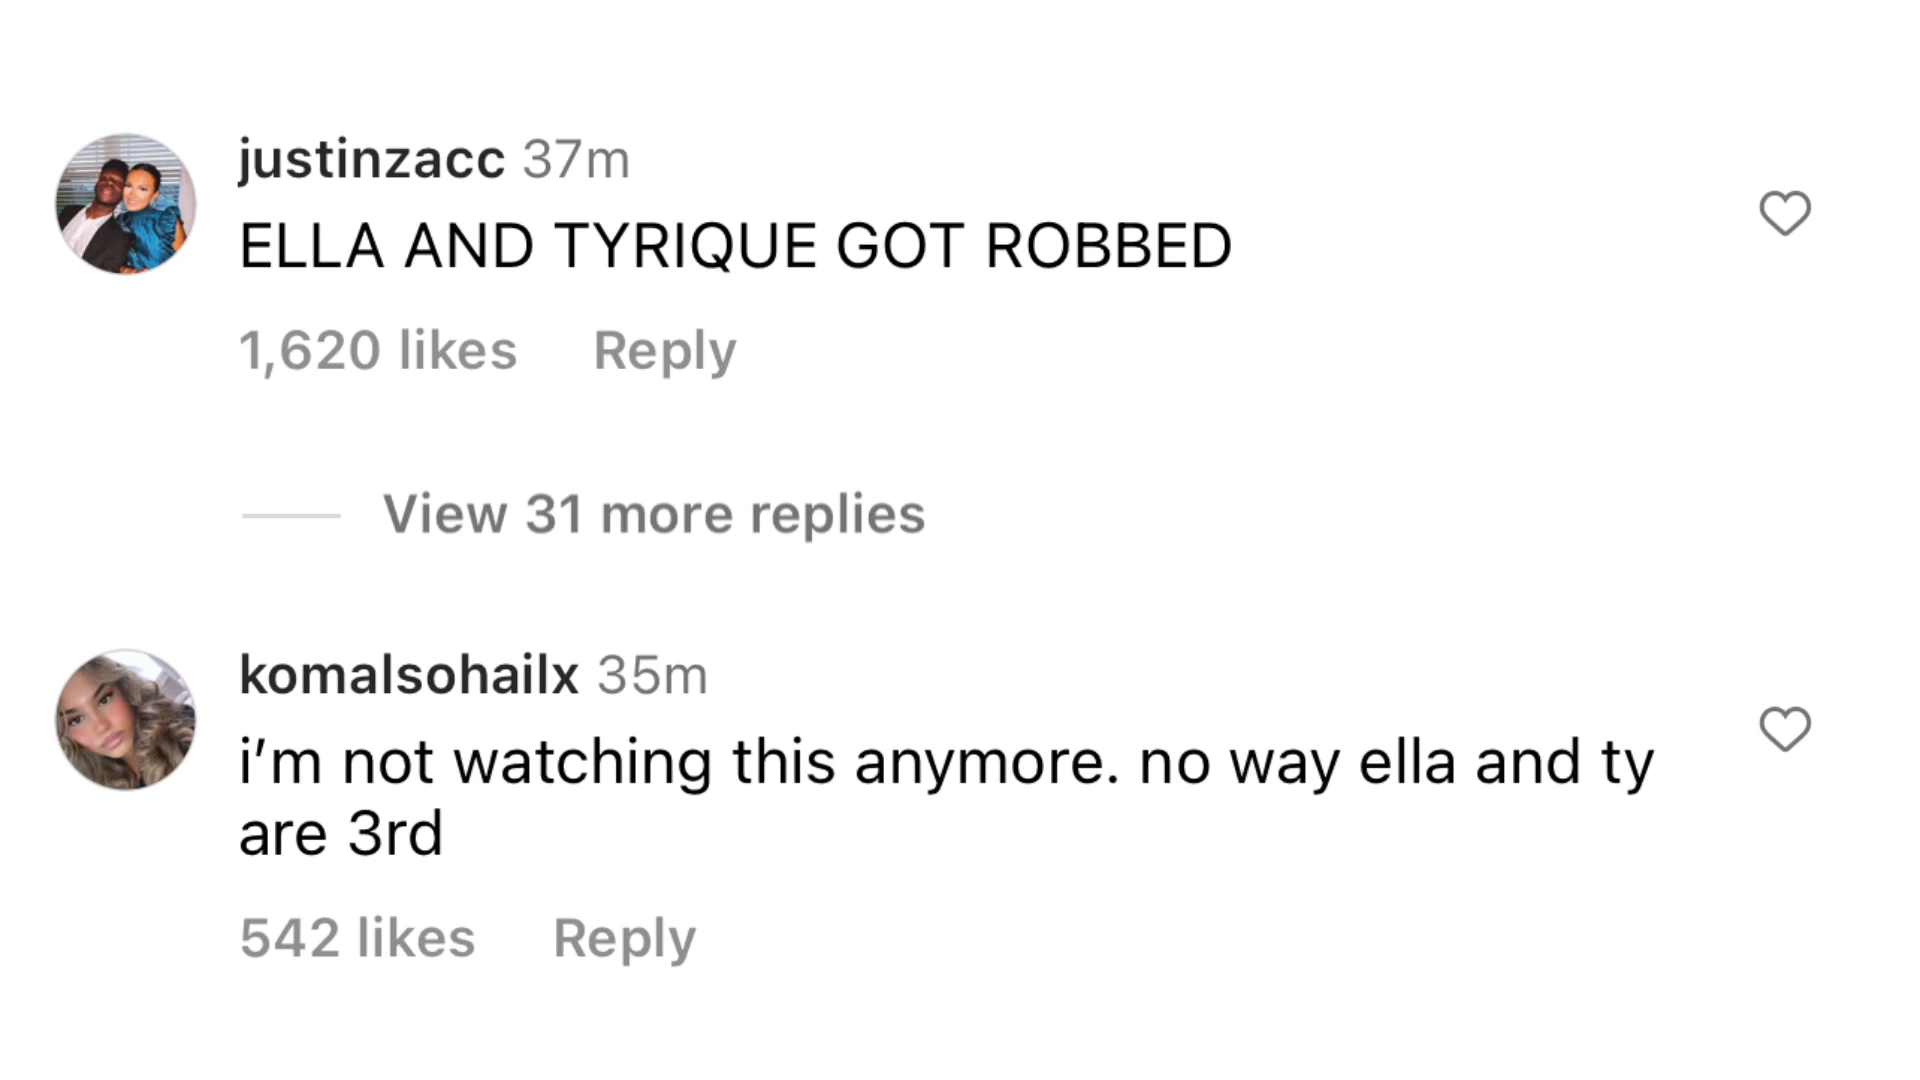 justinzacc 37m
ELLA AND TYRIQUE GOT ROBBED
1,620 likes Reply
View 31 more replies
komalsohailx 35m
i’m not watching this anymore. no way ella and ty
are 3rd
542 likes Reply